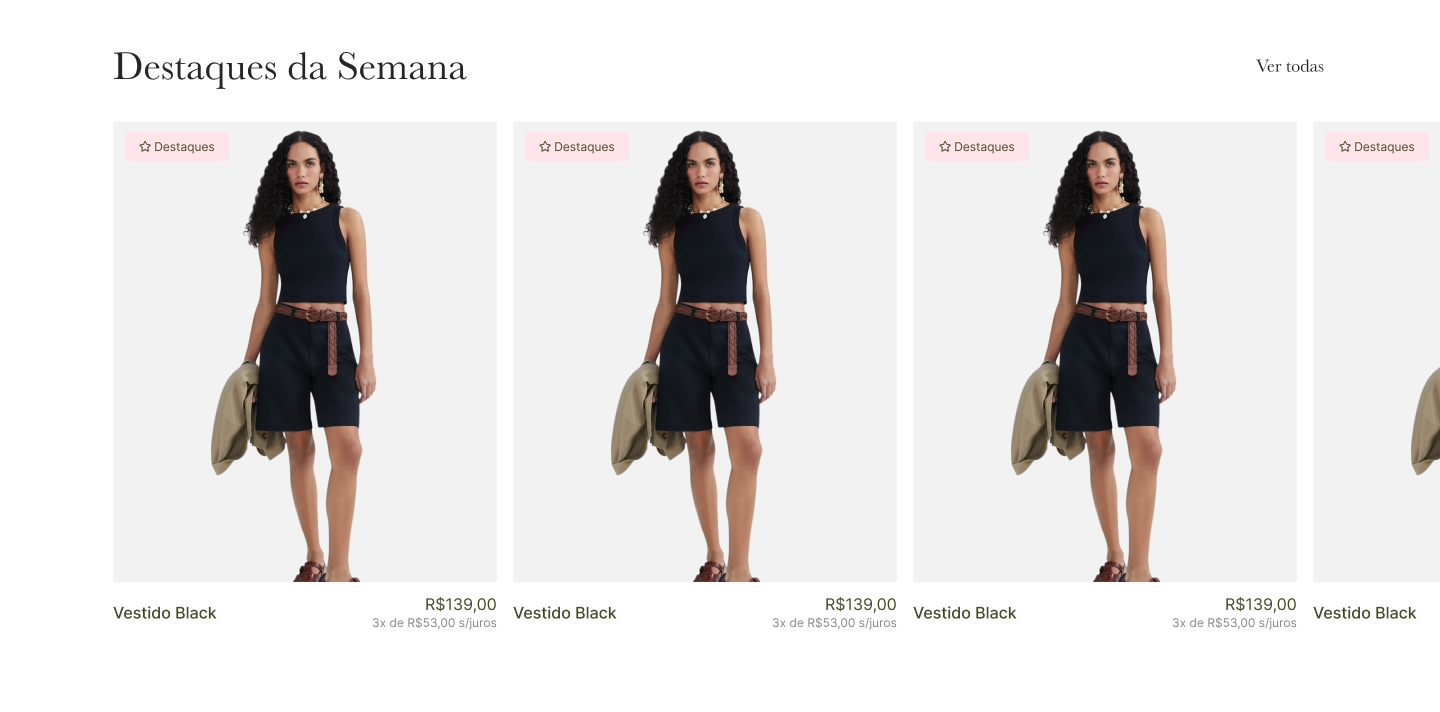 Destaques da Semana
Ver todas
Destaques
Destaques
Destaques
Destaques
Vestido Black
R$139,00
3x de R$53,00 s/juros
Vestido Black
R$139,00
3x de R$53,00 s/juros
Vestido Black
R$139,00
3x de R$53,00 s/juros
Vestido Black